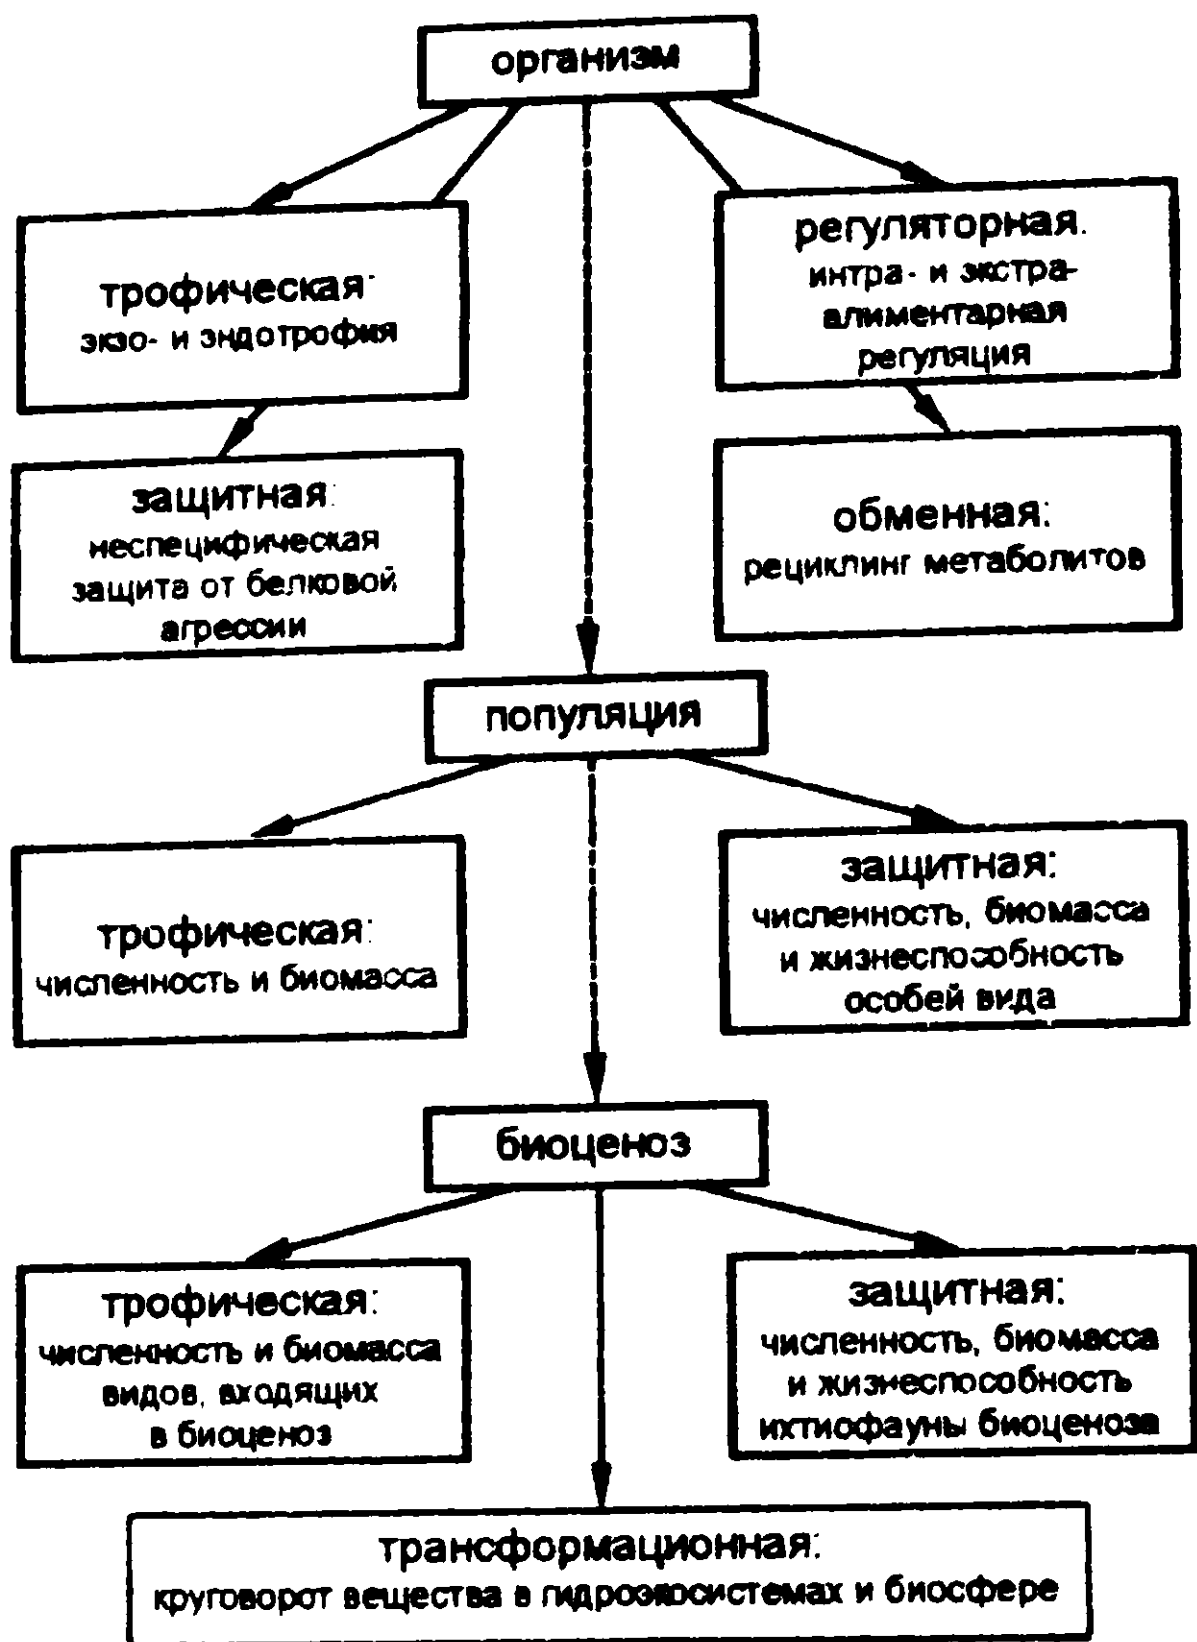 организм
трофическая:
экзо- и эндотрофия
регуляторная.
интра- и экстра-
алиментарная
регуляция
защитная:
неспецифическая
защита от белковой
агрессии
обменная:
рециклинг метаболитов
популяция
трофическая:
численность и биомасса
защитная:
численность, биомасса
и жизнеспособность
особей вида
биоценоз
трофическая:
численность и биомасса
видов, входящих
в биоценоз
защитная:
численность, биомасса
и жизнеспособность
ихтиофауны биоценоза
трансформационная:
круговорот вещества в гидроэкосистемах и биосфере